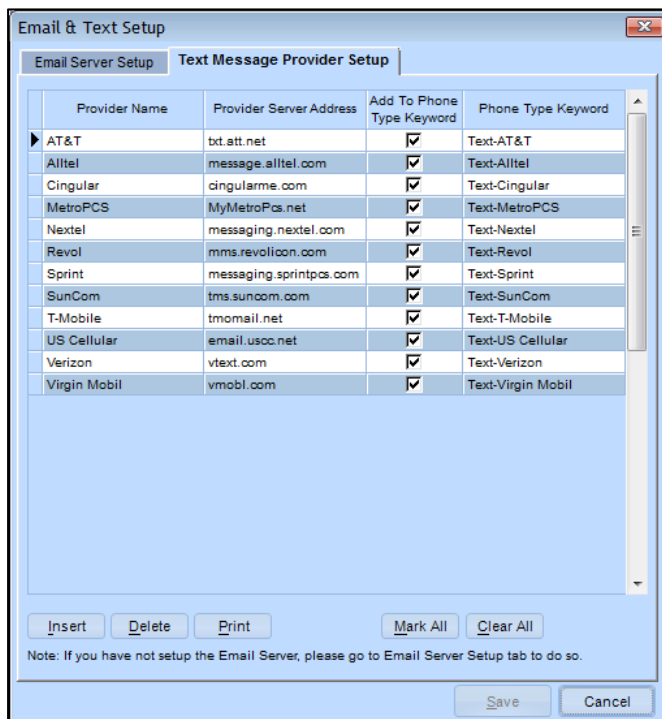 Email & Text Setup
Email Server Setup Text Message Provider Setup
Provider Name Provider Server Address Add To Phone Type Keyword Phone Type Keyword
AT&T txt.att.net Text-AT&T
Alltel message.alltel.com Text-Alltel
Cingular cingularme.com Text-Cingular
MetroPCS MyMetroPcs.net Text-MetroPCS
Nextel messaging.nextel.com Text-Nextel
Revol mms.revolicon.com Text-Revol
Sprint messaging.sprintpcs.com Text-Sprint
SunCom tms.suncom.com Text-SunCom
T-Mobile tmomail.net Text-T-Mobile
US Cellular email.uscc.net Text-US Cellular
Verizon vtext.com Text-Verizon
Virgin Mobil vmobl.com Text-Virgin Mobil
Insert Delete Print Mark All Clear All
Note: If you have not setup the Email Server, please go to Email Server Setup tab to do so.
Save Cancel